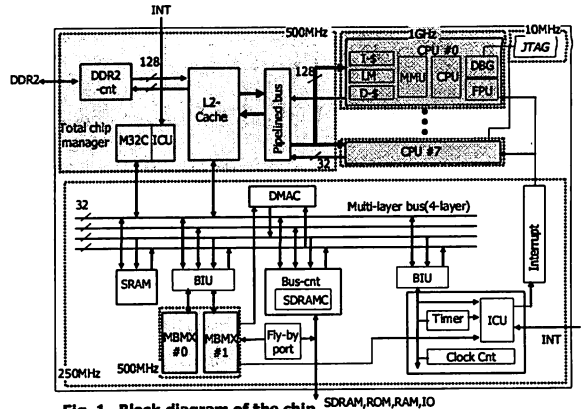 INT
500MHz
1GHz
10MHz
JTAG
CPU #0
I-$
LM
D-$
MMU
CPU
DBG
FPU
128
DDR2
DDR2
-cnt
L2-
Cache
Pipelined bus
128
Total chip
manager
M32C
ICU
32
CPU #7
DMAC
Multi-layer bus(4-layer)
32
Interrupt
SRAM
BIU
Bus-cnt
SDRAMC
BIU
MBMX
#0
MBMX
#1
Fly-by
port
Timer
ICU
Clock Cnt
INT
500MHz
250MHz
SDRAM,ROM,RAM,IO
Fig. 1 Block diagram of the chip